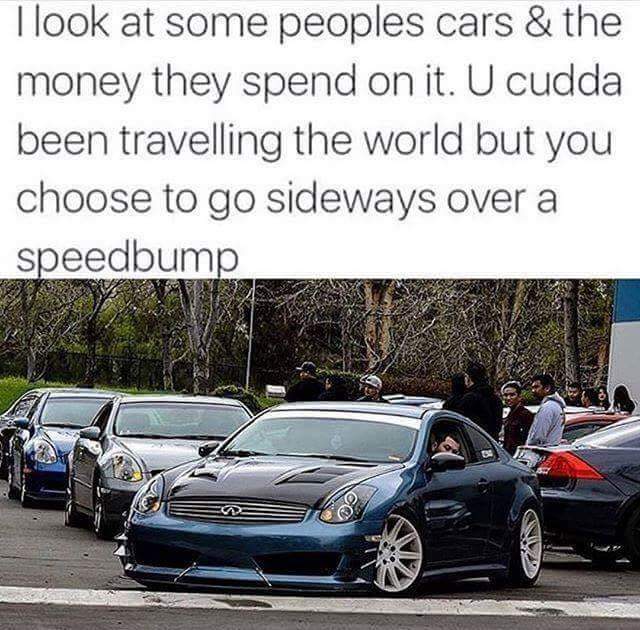 I look at some peoples cars & the
money they spend on it. U cudda
been travelling the world but you
choose to go sideways over a
speedbump